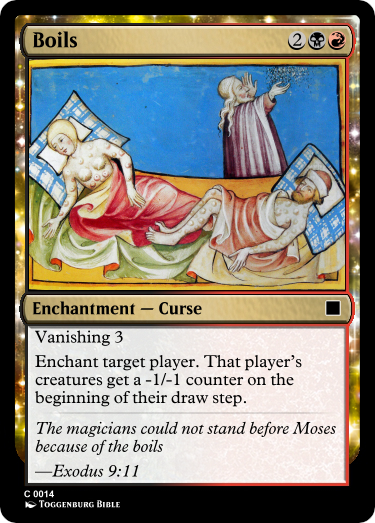 Boils 2
Enchantment — Curse
Vanishing 3
Enchant target player. That player's
creatures get a -1/-1 counter on the
beginning of their draw step.
The magicians could not stand before Moses
because of the boils
—Exodus 9:11
C 0014
Toggenburg Bible